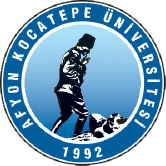 AFYON KOCATEPE ÜNİVERSİTESİ
1992